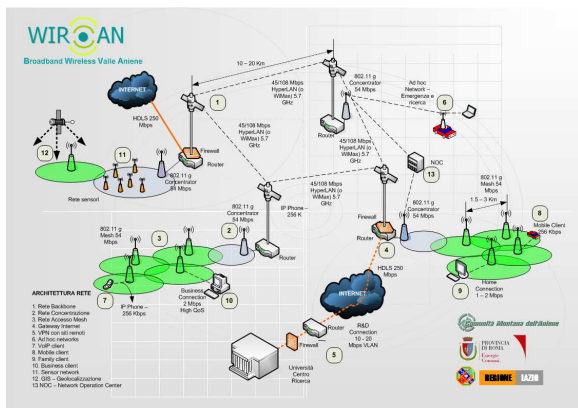 WIRCAN
Broadband Wireless Valle Aniene
10 – 20 Km
INTERNET
1
45/108 Mbps
HyperLAN (o
WiMax) 5.7
GHz
802.11 g
Concentrator
54 Mbps
Ad hoc
Network –
Emergenze e
ricerca
6
HDLS 250
Mbps
45/108 Mbps
HyperLAN (o
WiMax) 5.7
GHz
Router
45/108 Mbps
HyperLAN (o
WiMax) 5.7
GHz
NOC
13
12
11
Firewall
Router
Rete sensori
802.11 g
Concentrator
54 Mbps
802.11 g
Concentrator
54 Mbps
IP Phone –
256 K
45/108 Mbps
HyperLAN (o
WiMax) 5.7
GHz
Firewall
Router
4
802.11 g
Concentrator
54 Mbps
802.11 g
Mesh 54
Mbps
1.5 – 3 Km
8
Mobile Client
256 Kbps
802.11 g
Mesh 54
Mbps
3
2
Router
HDLS 250
Mbps
INTERNET
9
Home
Connection
1 – 2 Mbps
7
IP Phone –
256 Kbps
Business
Connection
2 Mbps
High QoS
10
Router
R&D
Connection
10 - 20
Mbps VLAN
Firewall
5
Università
Centro
Ricerca
ARCHITETTURA RETE
1. Rete Backbone
2. Rete Concentrazione
3. Rete Accesso Mesh
4. Gateway Internet
5. VPN con siti remoti
6. Ad hoc networks
7. VoIP client
8. Mobile client
9. Family client
10. Business client
11. Sensor network
12. GIS – Geolocalizzazione
13 NOC – Network Operation Center
Comunità Montana dell'Aniene
PROVINCIA
DI ROMA
REGIONE LAZIO